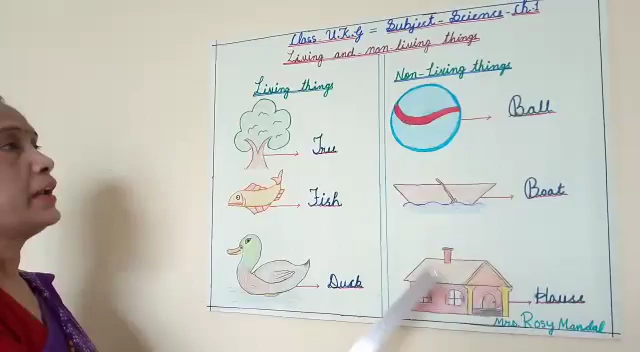 Class U.K.G = Subject - Science - Ch.1
Living and non-living things
Living things
Tree
Fish
Duck
Non-Living things
Ball
Boat
House
Mrs. Rosy Mandal